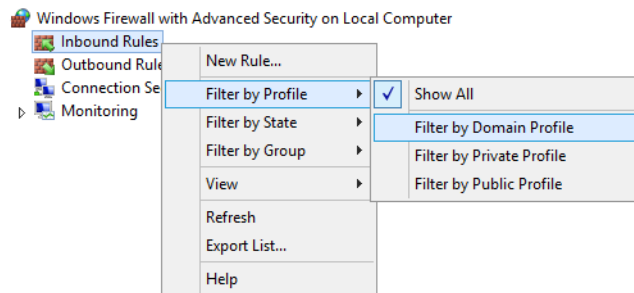 Windows Firewall with Advanced Security on Local Computer
Inbound Rules
Outbound Rule
Connection Se
Monitoring
New Rule...
Filter by Profile
Filter by State
Filter by Group
View
Refresh
Export List...
Help
Show All
Filter by Domain Profile
Filter by Private Profile
Filter by Public Profile